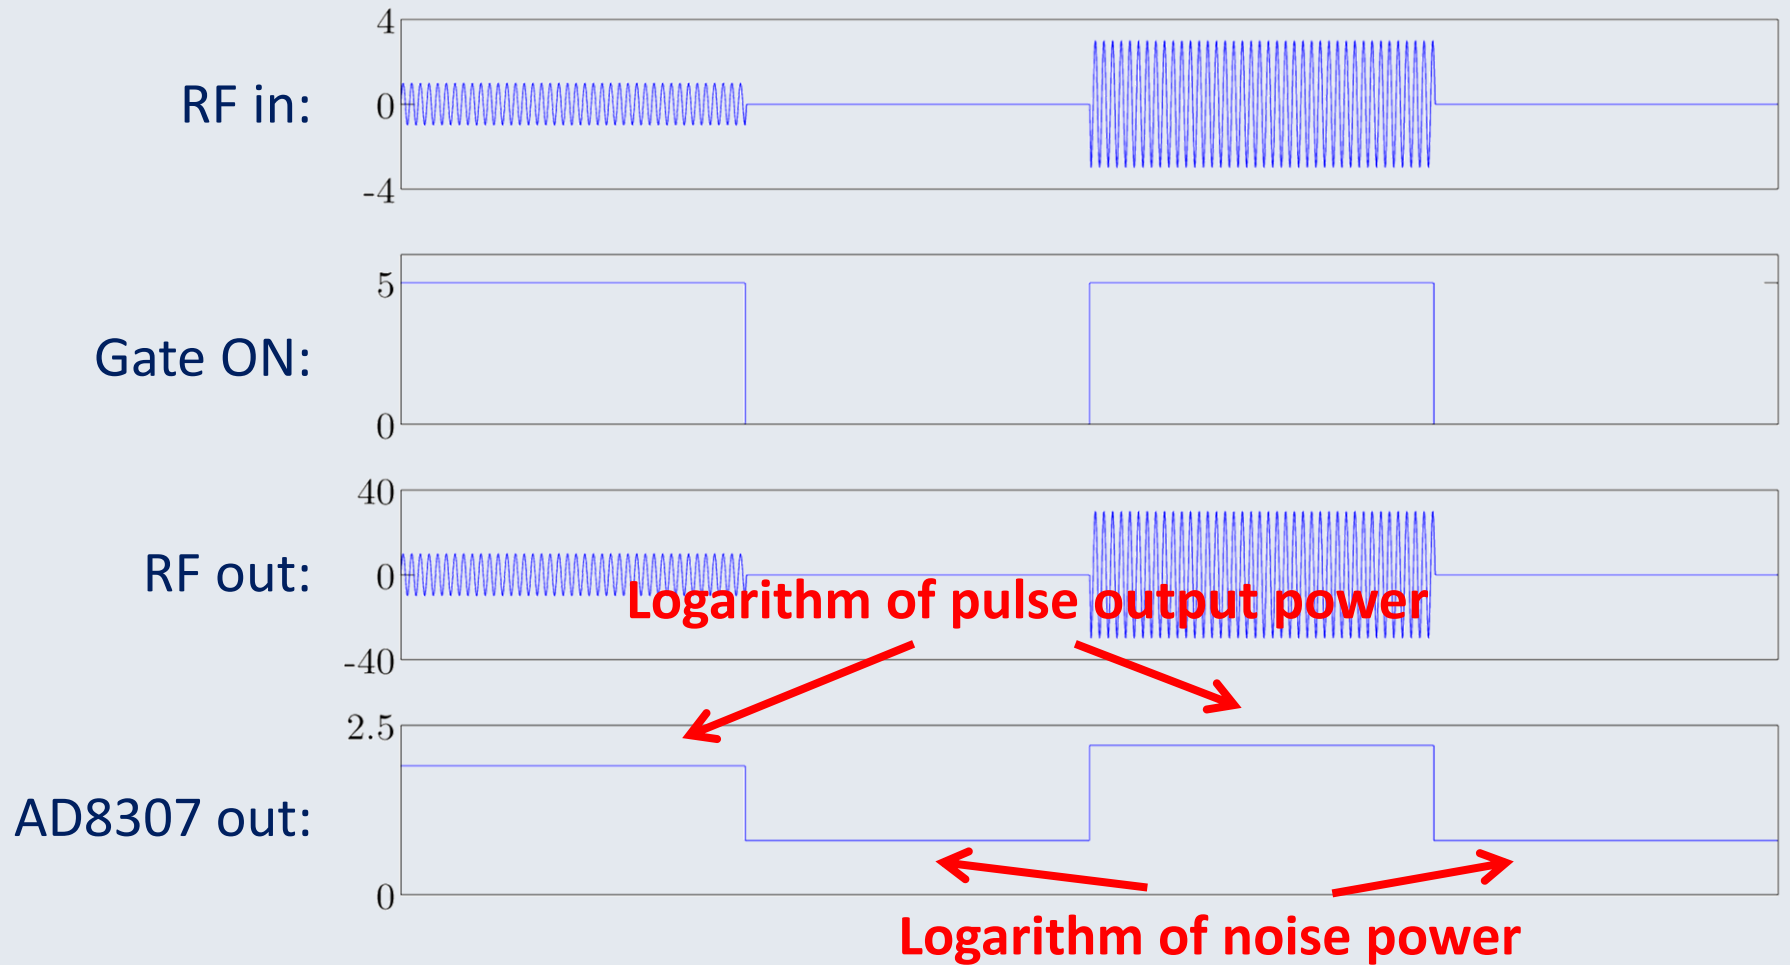 4
RF in:
0
-4
5
Gate ON:
0
40
RF out:
0
Logarithm of pulse output power
-40
2.5
AD8307 out:
0
Logarithm of noise power